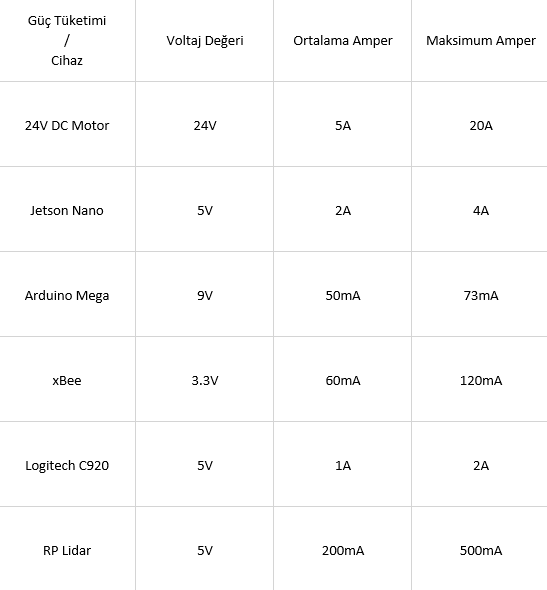 Güç Tüketimi
/
Cihaz
Voltaj Değeri
Ortalama Amper
Maksimum Amper
24V DC Motor
24V
5A
20A
Jetson Nano
5V
2A
4A
Arduino Mega
9V
50mA
73mA
xBee
3.3V
60mA
120mA
Logitech C920
5V
1A
2A
RP Lidar
5V
200mA
500mA